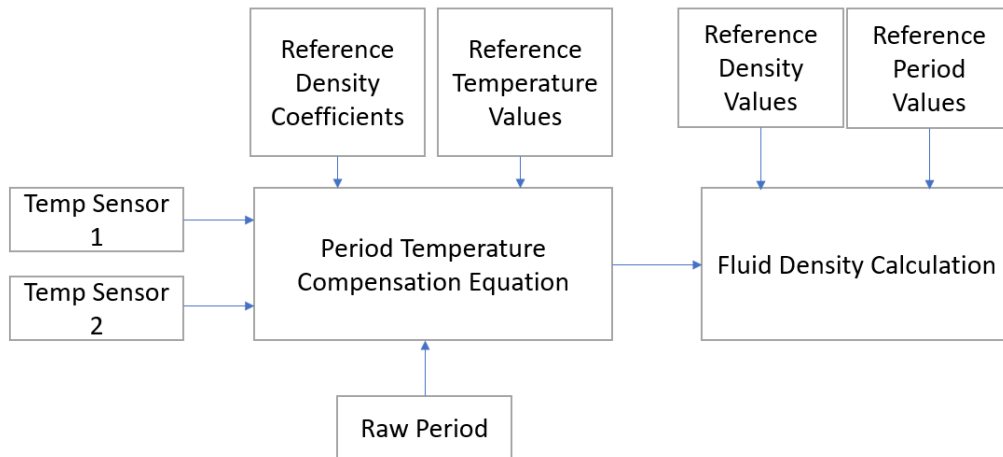 Reference
Density
Coefficients
Reference
Temperature
Values
Reference
Density
Values
Reference
Period
Values
Temp Sensor
1
Temp Sensor
2
Period Temperature
Compensation Equation
Fluid Density Calculation
Raw Period